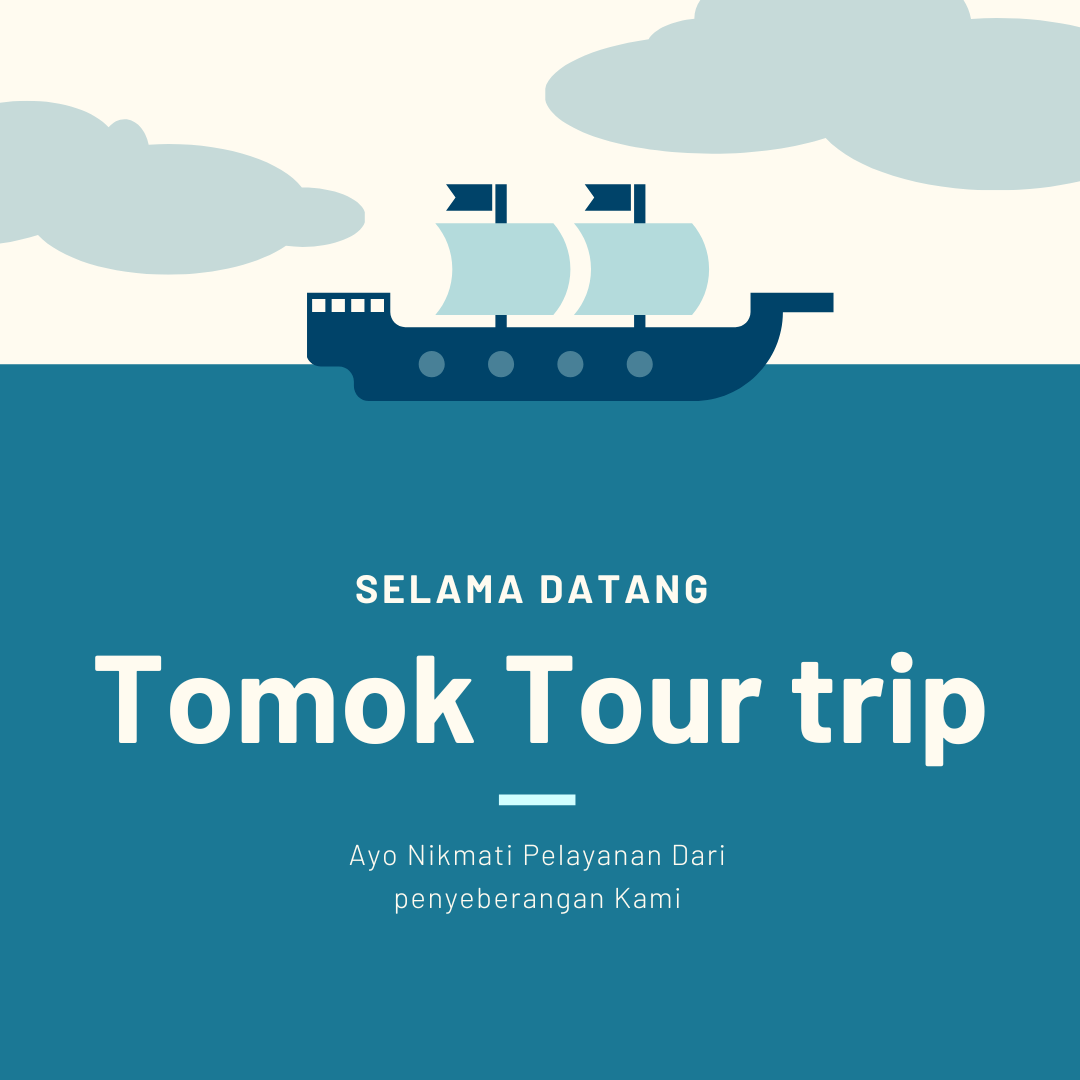 SELAMA DATANG
Tomok Tour trip
Ayo Nikmati Pelayanan Dari
penyeberangan Kami